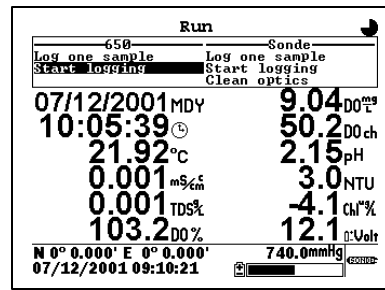 Run
650 Sonde
Log one sample Log one sample
Start logging Start logging
Clean optics
07/12/2001 MDY 9.04 DO mg/L
10:05:39 50.2 DO ch
21.92 °C 2.15 pH
0.001 mS/cm c 3.0 NTU
0.001 TDS g/L -4.1 Chl
103.2 DO % 12.1 :Volt
N 0° 0.000' E 0° 0.000' 740.0mmHg
07/12/2001 09:10:21 SONDE